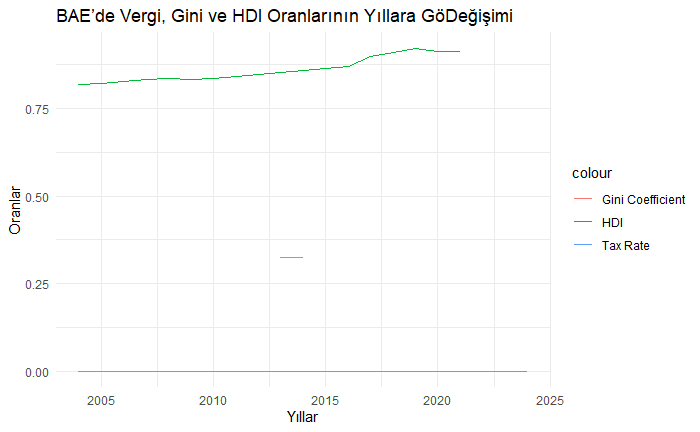 BAE’de Vergi, Gini ve HDI Oranlarının Yıllara GöDeğişimi
Oranlar
0.75
0.50
0.25
0.00
2005 2010 2015 2020 2025
Yıllar
colour
Gini Coefficient
HDI
Tax Rate